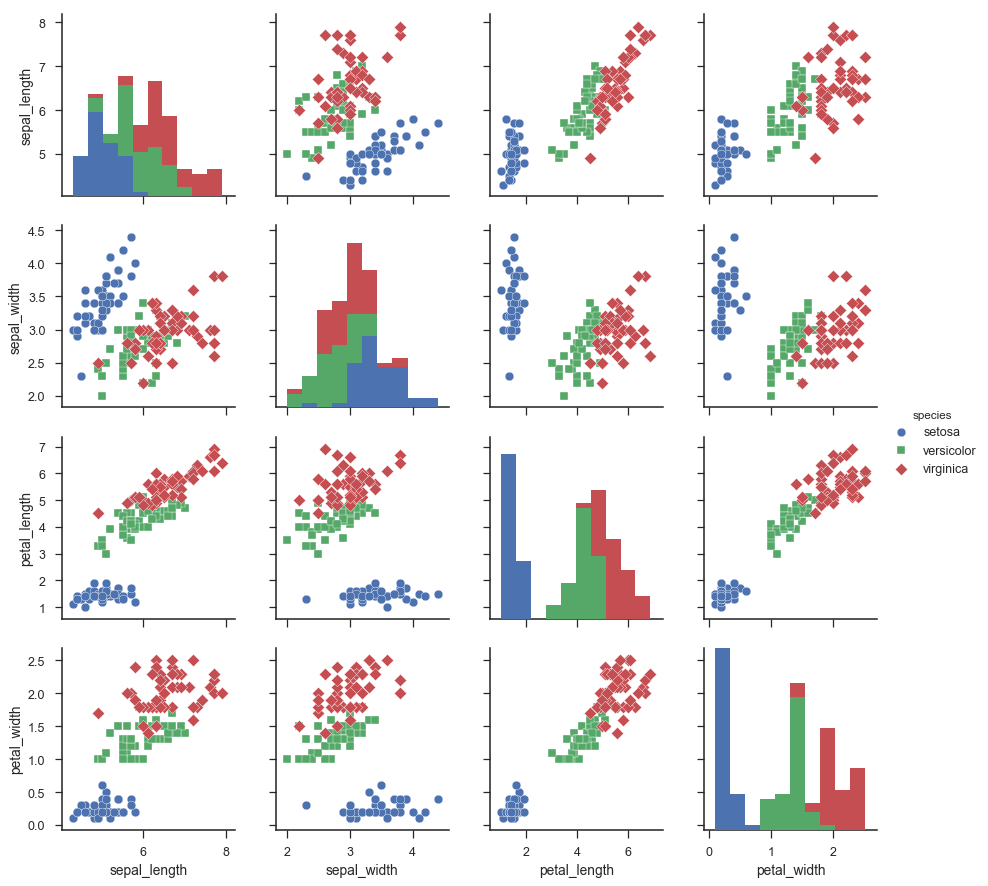 sepal_length
8
7
6
5
sepal_width
4.5
4.0
3.5
3.0
2.5
2.0
species
setosa
versicolor
virginica
petal_length
7
6
5
4
3
2
1
petal_width
2.5
2.0
1.5
1.0
0.5
0.0
6 8 2 3 4 2 4 6 0 1 2
sepal_length sepal_width petal_length petal_width